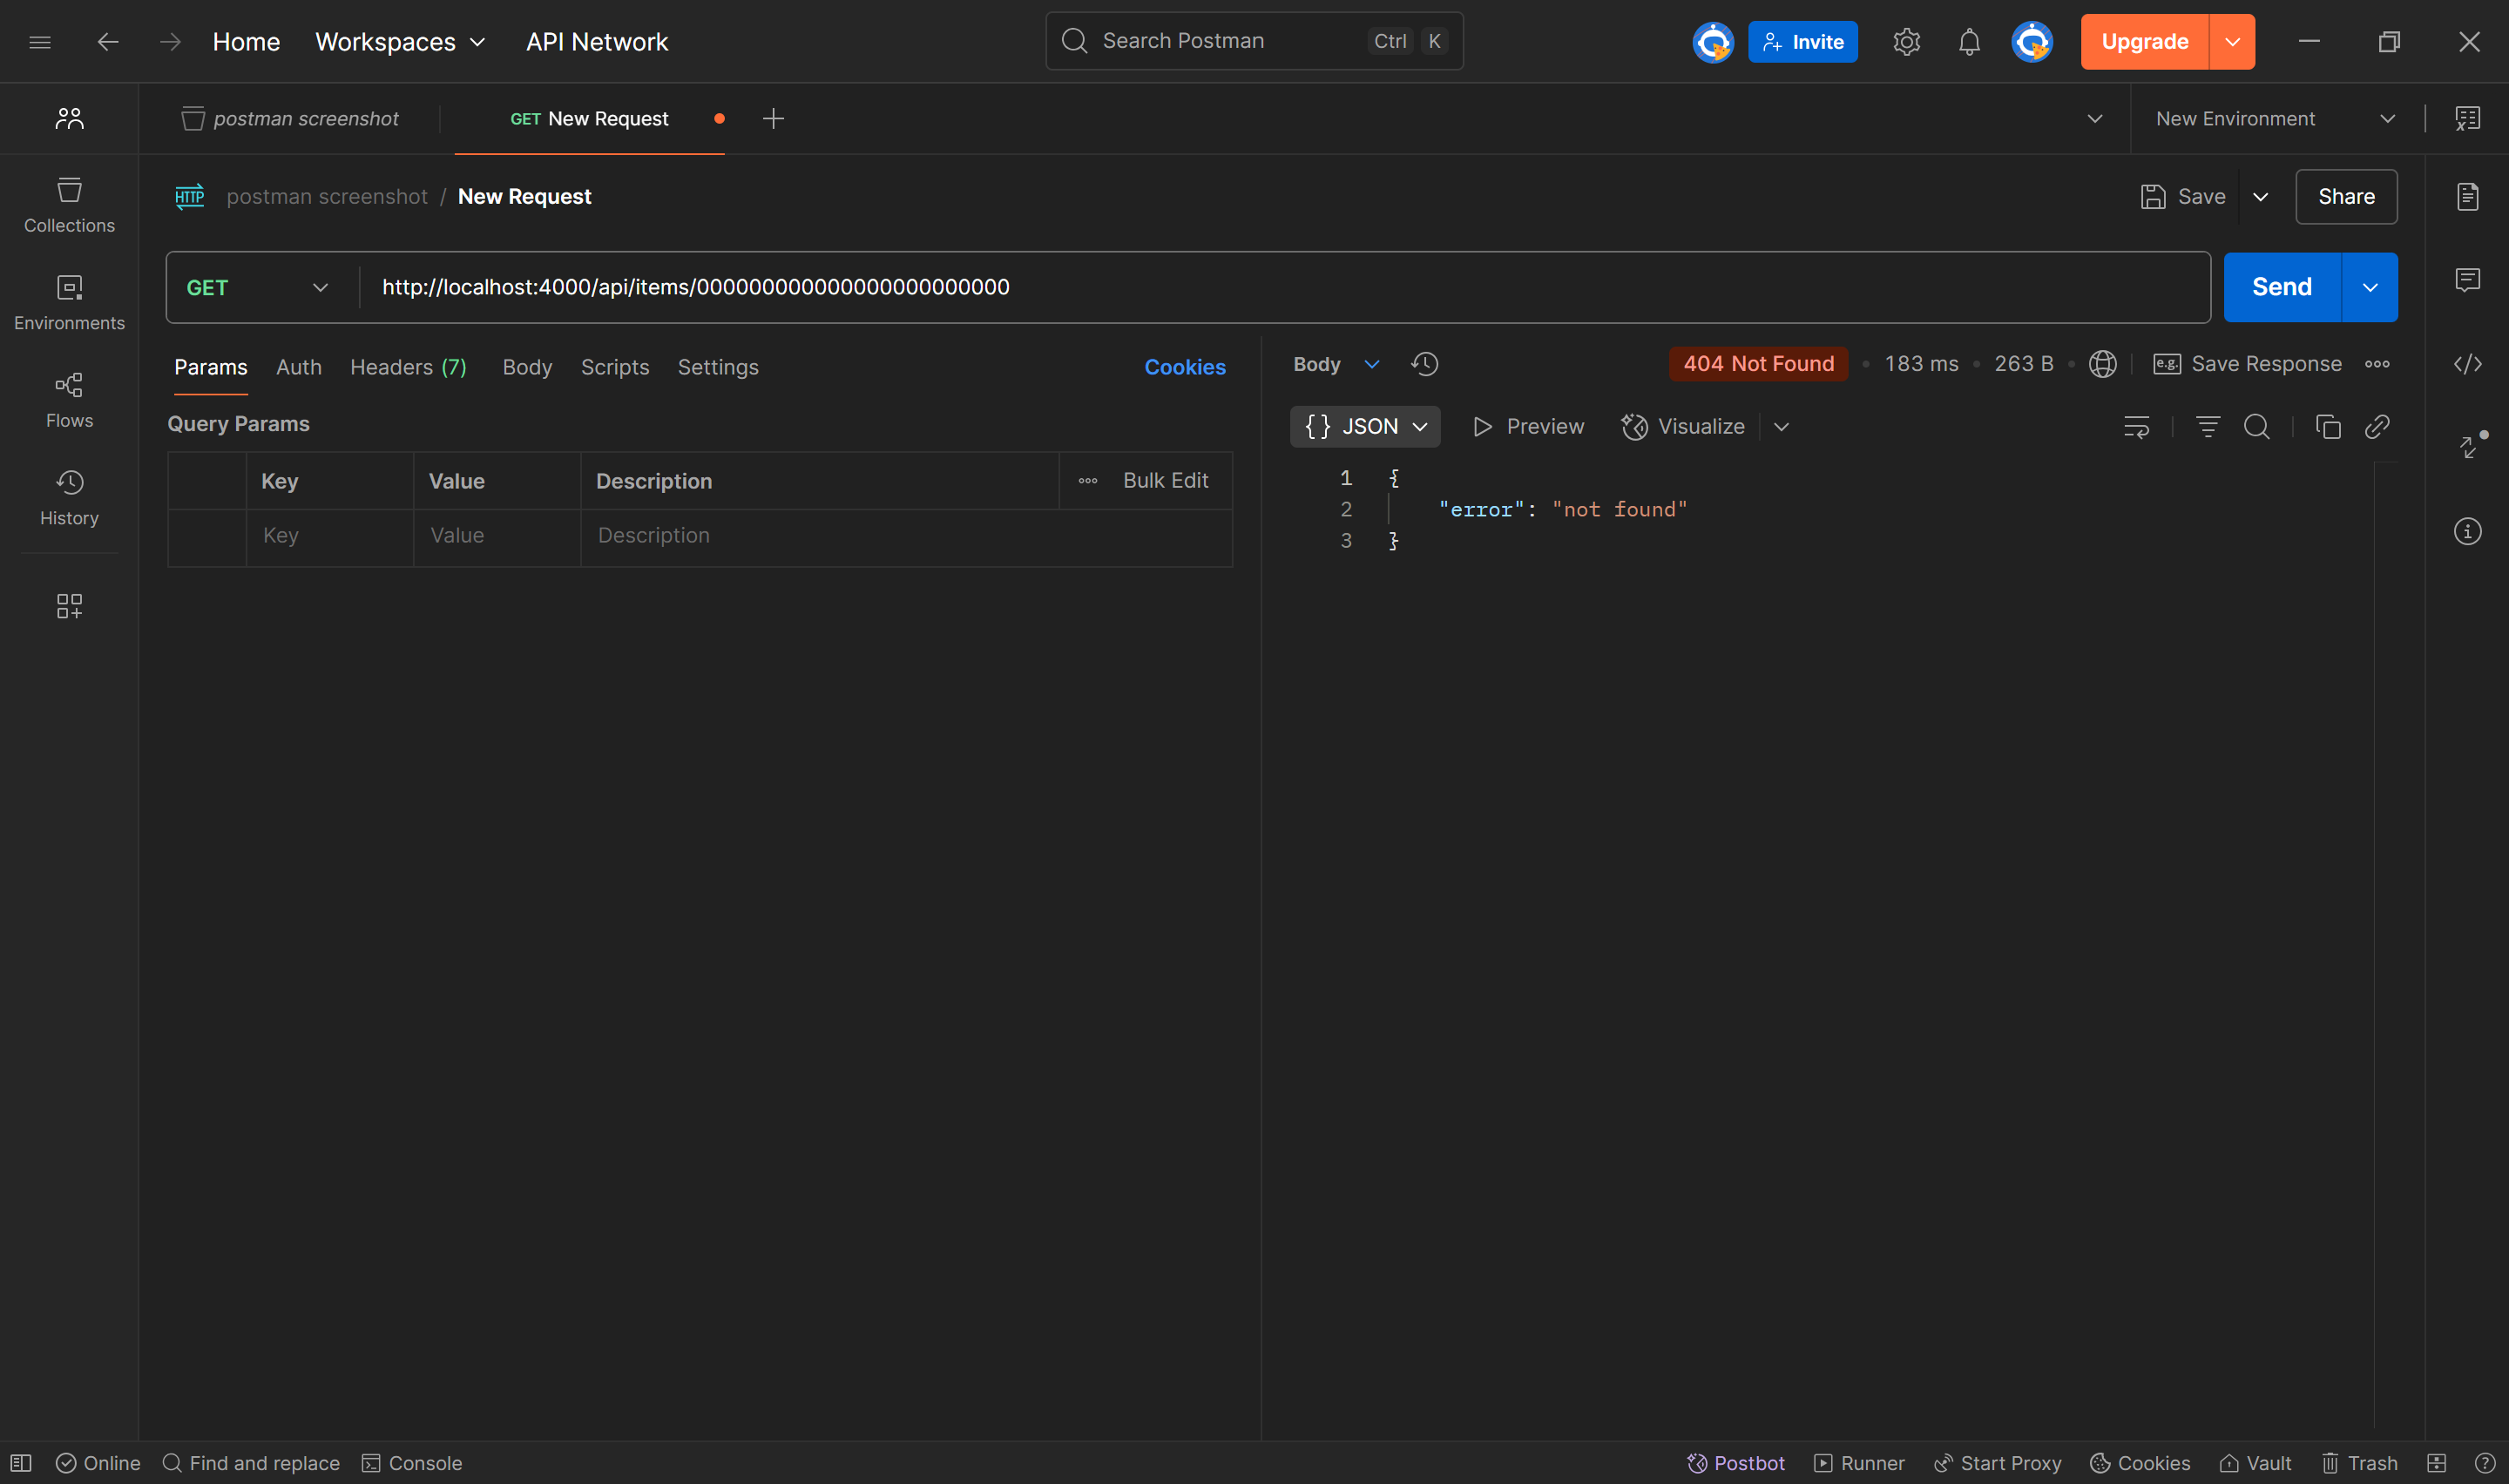 Home Workspaces API Network Search Postman Ctrl K Invite Upgrade
postman screenshot GET New Request New Environment
HTTP postman screenshot / New Request Save Share
Collections
GET http://localhost:4000/api/items/000000000000000000000000 Send
Environments
Params Auth Headers (7) Body Scripts Settings Cookies Body 404 Not Found 183 ms 263 B e.g. Save Response
Flows
Query Params {} JSON Preview Visualize
Key Value Description Bulk Edit 1 {
History
Key Value Description 2 "error": "not found"
3 }
Online Find and replace Console Postbot Runner Start Proxy Cookies Vault Trash